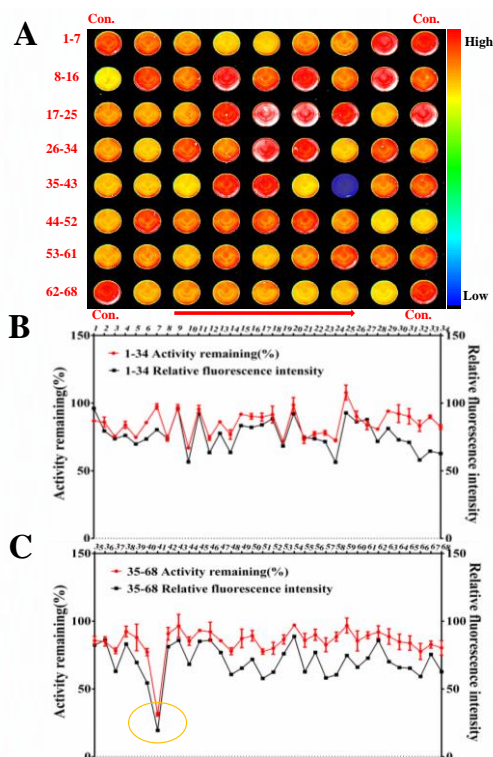 Con. Con.
A
1-7
High
8-16
17-25
26-34
35-43
44-52
53-61
62-68
Low
Con. Con.
B
1 2 3 4 5 6 7 8 9 10 11 12 13 14 15 16 17 18 19 20 21 22 23 24 25 26 27 28 29 30 31 32 33 34
150 150
1-34 Activity remaining(%)
1-34 Relative fluorescence intensity
Activity remaining(%)
Relative fluorescence intensity
100 100
50 50
0 0
C
35 36 37 38 39 40 41 42 43 44 45 46 47 48 49 50 51 52 53 54 55 56 57 58 59 60 61 62 63 64 65 66 67 68
150 150
35-68 Activity remaining(%)
35-68 Relative fluorescence intensity
Activity remaining(%)
Relative fluorescence intensity
100 100
50 50
0 0